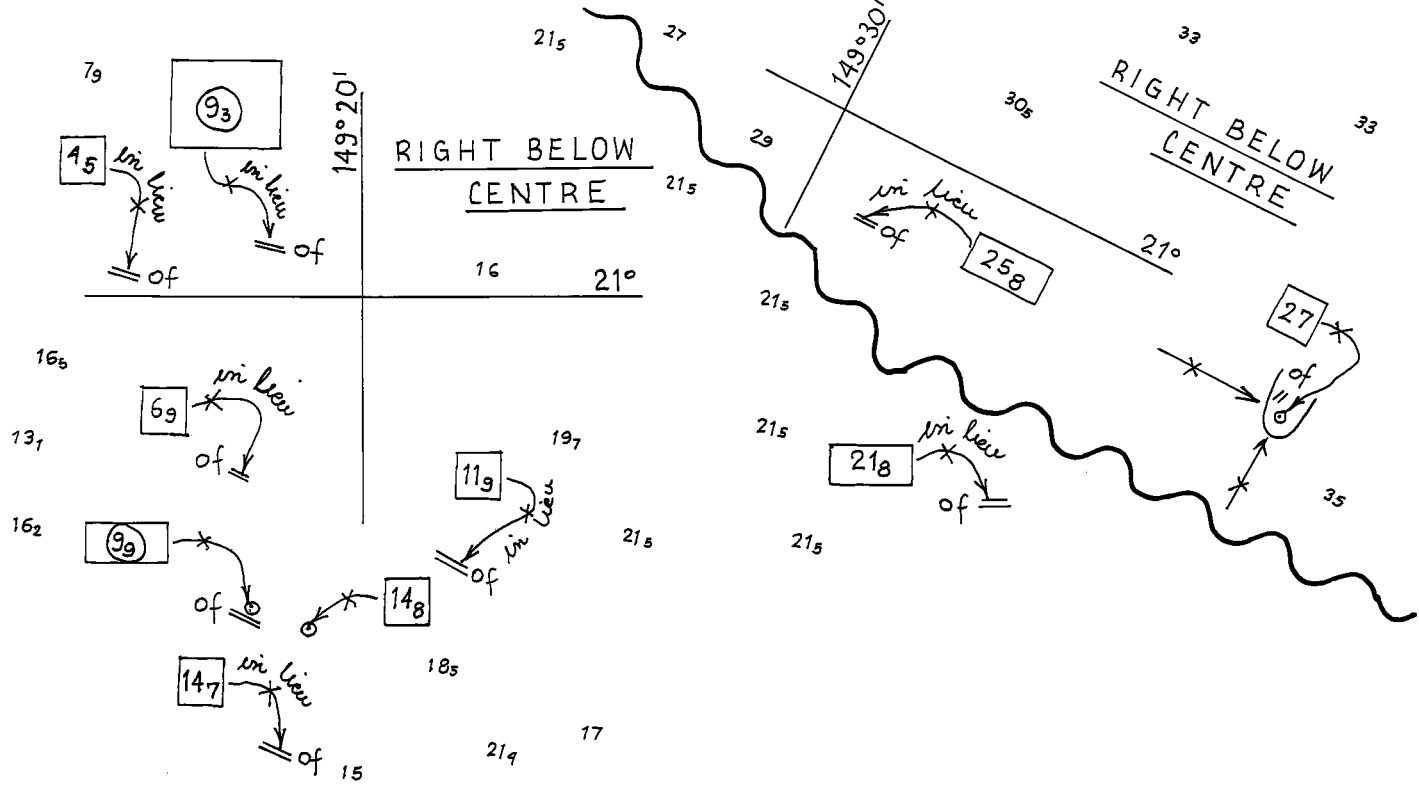 7₉
9₃
4₅
in lieu
of
in lieu
of
149°20'
RIGHT BELOW
CENTRE
16
21°
16₅
6₉
in lieu
of
13₁
16₂
9₉
of
11₉
in lieu
of
19₇
14₈
14₇
in lieu
of
18₅
15
21₄
17
21₅
21₅
21₅
21₅
21₅
21₅
27
29
149°30'
30₅
33
33
RIGHT BELOW
CENTRE
in lieu
of
25₈
21°
27
of
35
21₈
in lieu
of